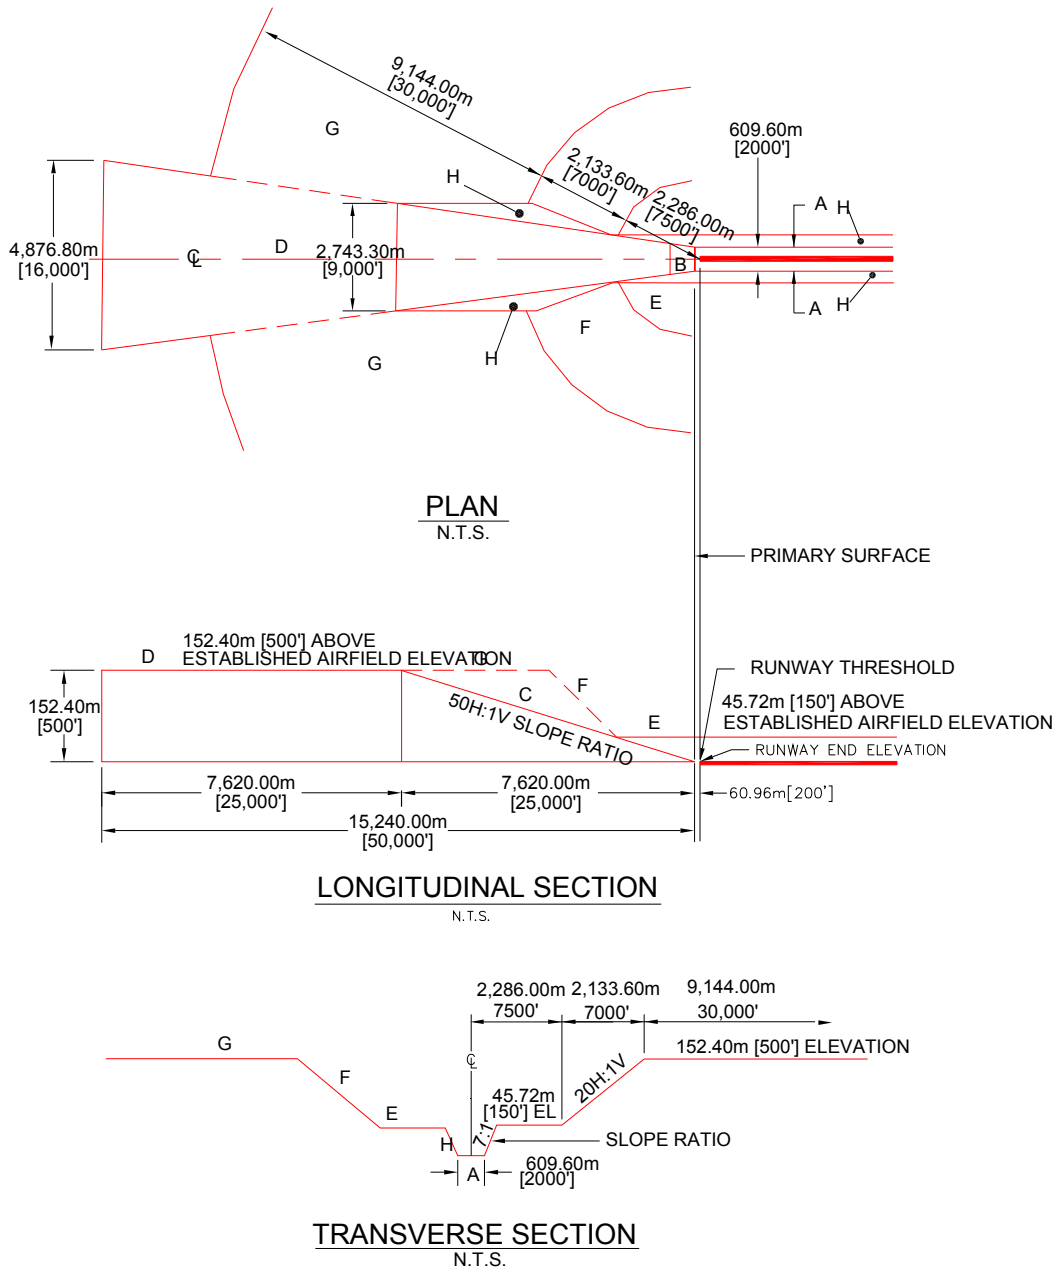 9,144.00m
[30,000']
G
2,133.60m
[7000']
609.60m
[2000']
H
2,286.00m
[7500']
A H
4,876.80m
[16,000']
℄
D
2,743.30m
[9,000']
B
E
A H
F
H
G
PLAN
N.T.S.
PRIMARY SURFACE
D
152.40m [500'] ABOVE
ESTABLISHED AIRFIELD ELEVATION
G
F
RUNWAY THRESHOLD
C
152.40m
[500']
50H:1V SLOPE RATIO
E
45.72m [150'] ABOVE
ESTABLISHED AIRFIELD ELEVATION
RUNWAY END ELEVATION
7,620.00m
[25,000']
7,620.00m
[25,000']
60.96m[200']
15,240.00m
[50,000']
LONGITUDINAL SECTION
N.T.S.
2,286.00m
7500'
2,133.60m
7000'
9,144.00m
30,000'
G
℄
152.40m [500'] ELEVATION
F
20H:1V
E
45.72m
[150'] EL
H
7:1
SLOPE RATIO
A
609.60m
[2000']
TRANSVERSE SECTION
N.T.S.